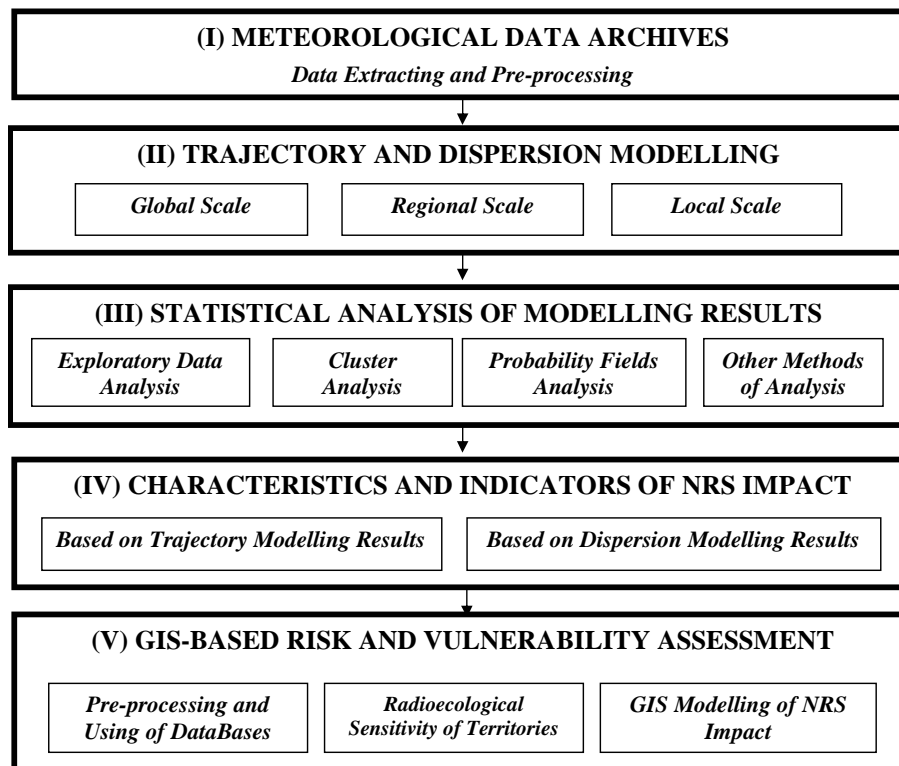 (I) METEOROLOGICAL DATA ARCHIVES
Data Extracting and Pre-processing
(II) TRAJECTORY AND DISPERSION MODELLING
Global Scale
Regional Scale
Local Scale
(III) STATISTICAL ANALYSIS OF MODELLING RESULTS
Exploratory Data
Analysis
Cluster
Analysis
Probability Fields
Analysis
Other Methods
of Analysis
(IV) CHARACTERISTICS AND INDICATORS OF NRS IMPACT
Based on Trajectory Modelling Results
Based on Dispersion Modelling Results
(V) GIS-BASED RISK AND VULNERABILITY ASSESSMENT
Pre-processing and
Using of DataBases
Radioecological
Sensitivity of Territories
GIS Modelling of NRS
Impact